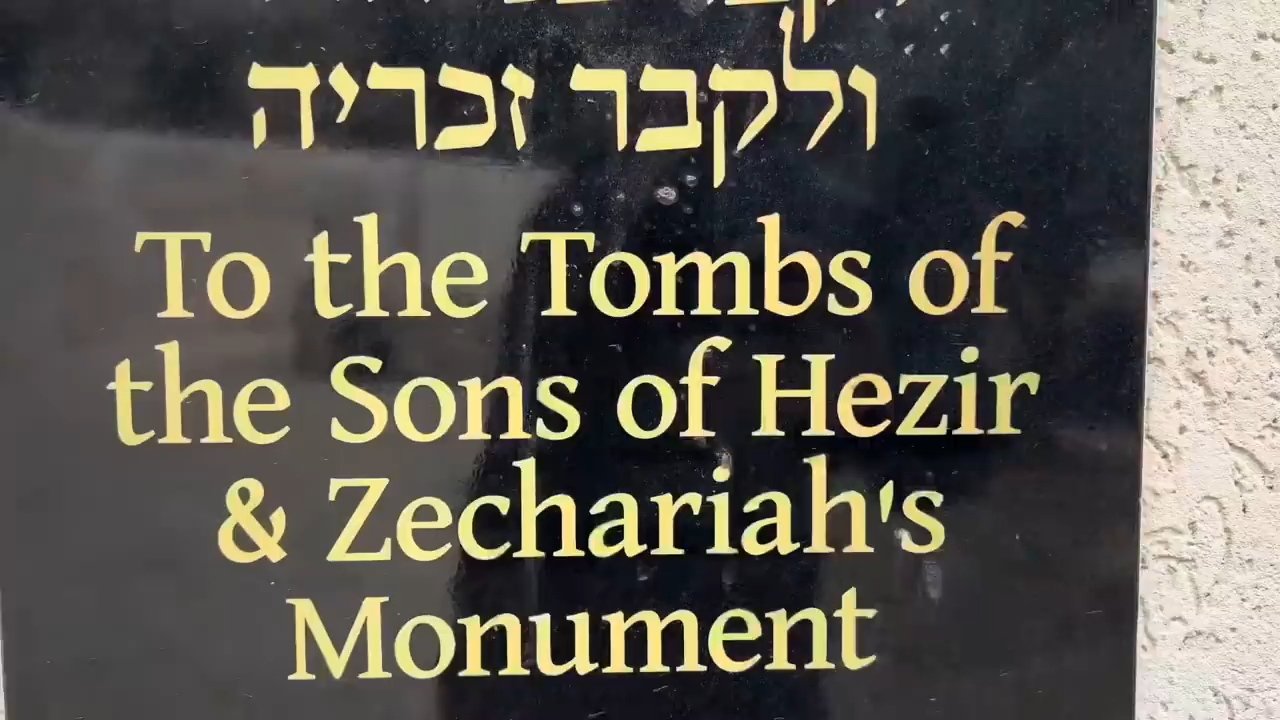 ולקבר זכריה
To the Tombs of
the Sons of Hezir
& Zechariah's
Monument